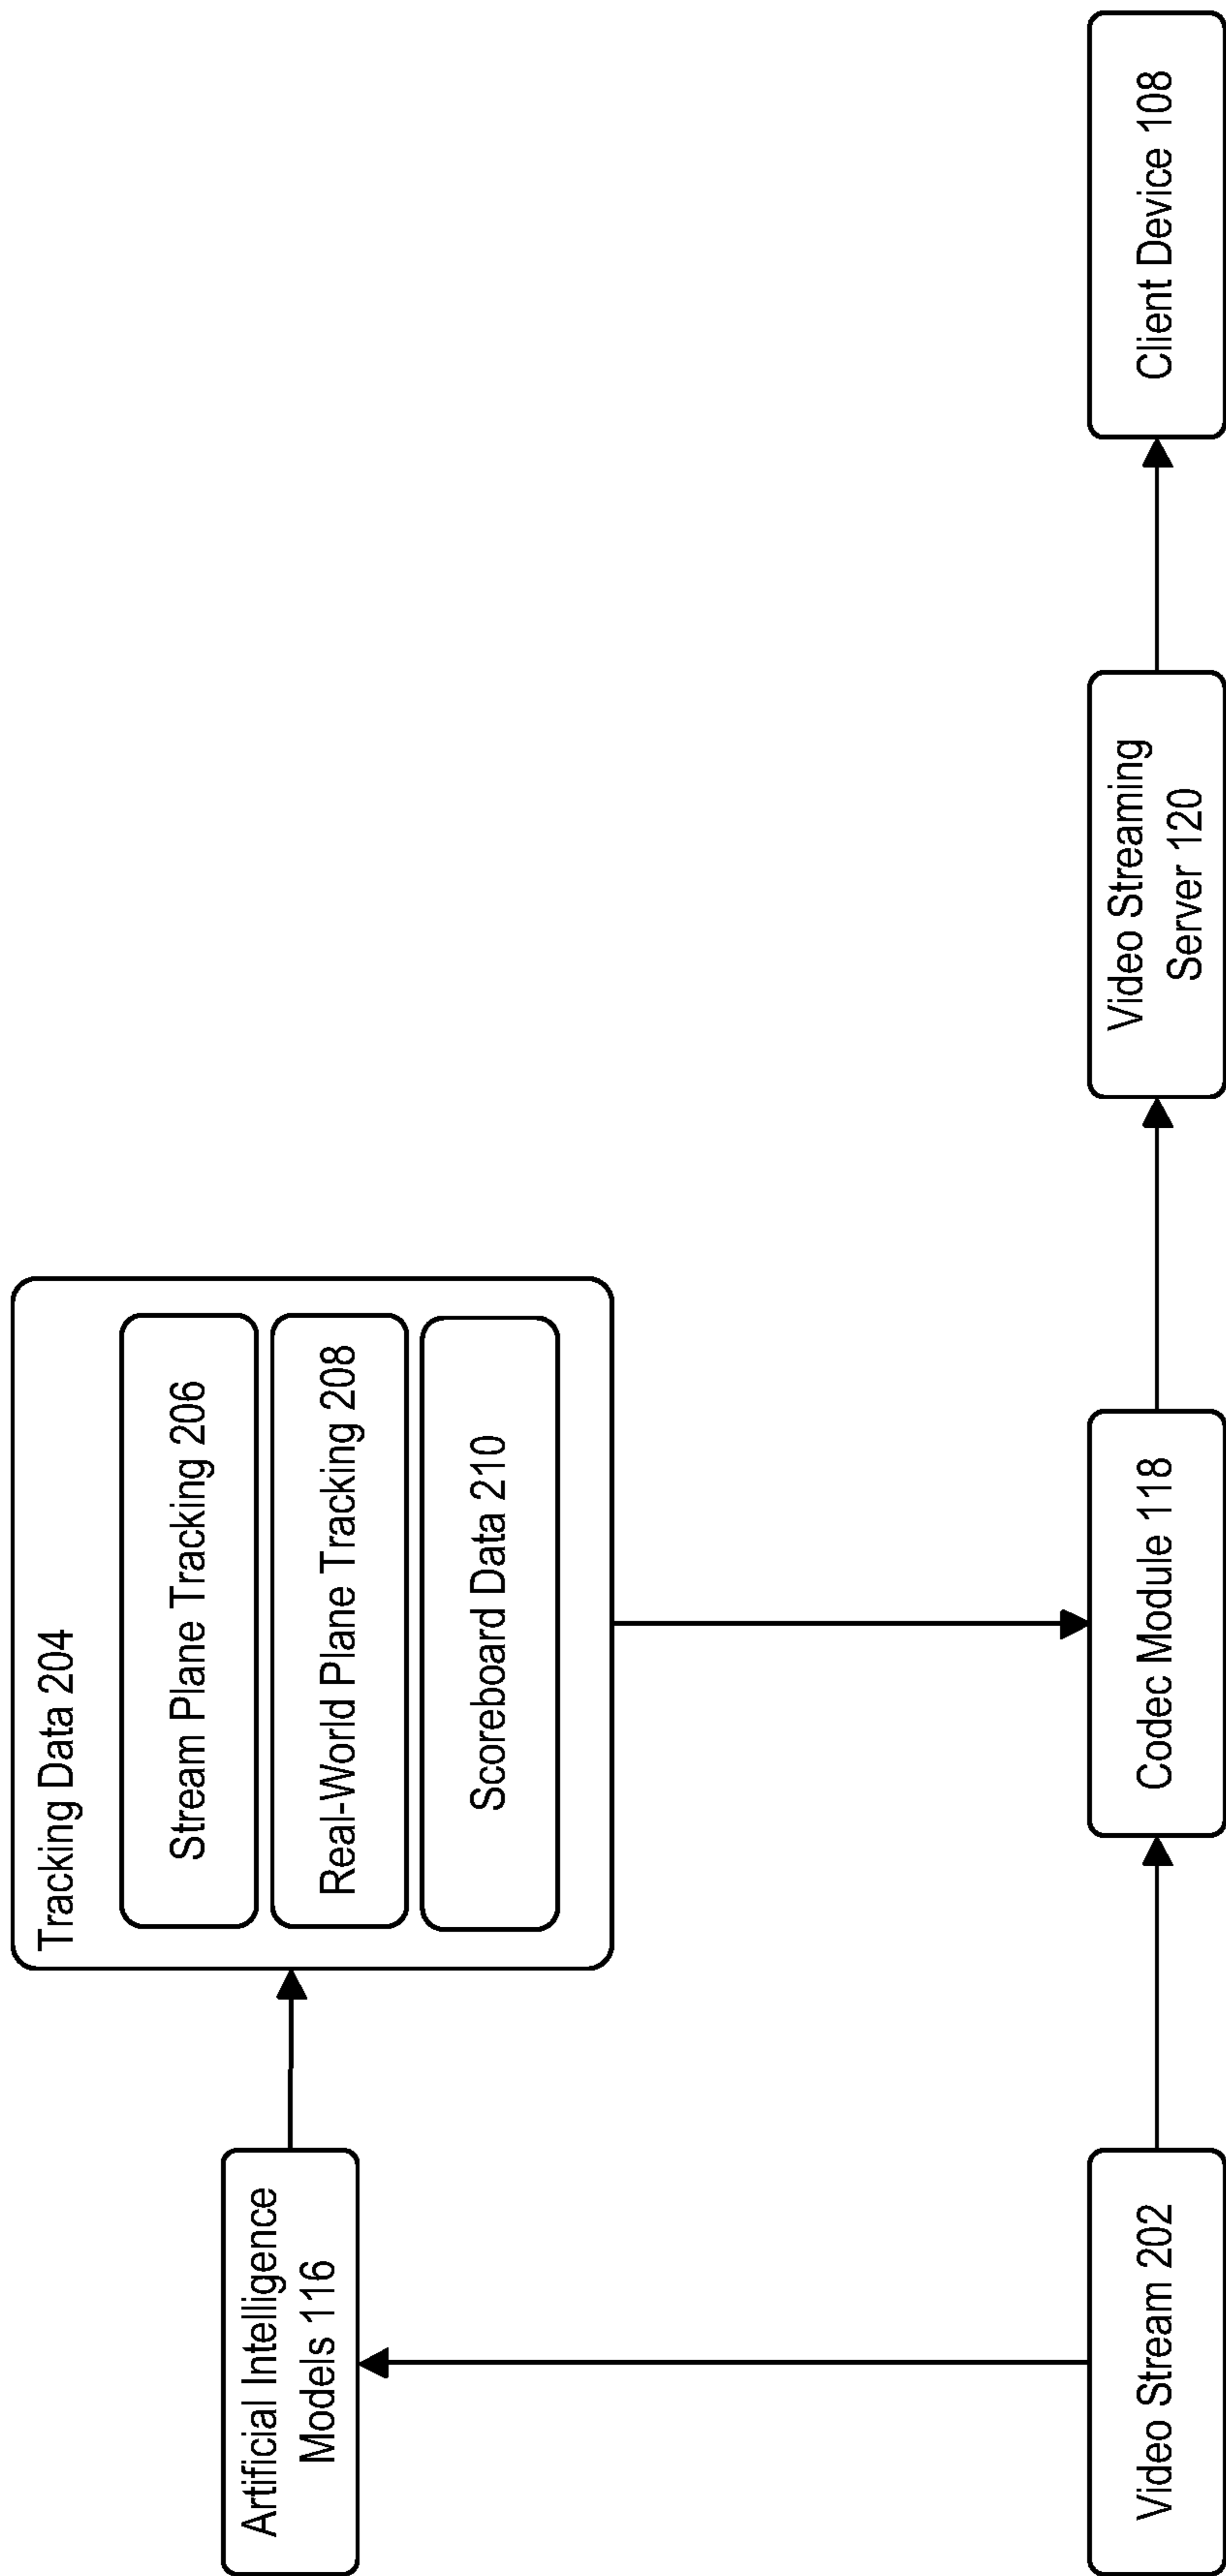 Tracking Data 204
Stream Plane Tracking 206
Artificial Intelligence
Models 116
Real-World Plane Tracking 208
Scoreboard Data 210
Video Stream 202
Codec Module 118
Video Streaming
Server 120
Client Device 108